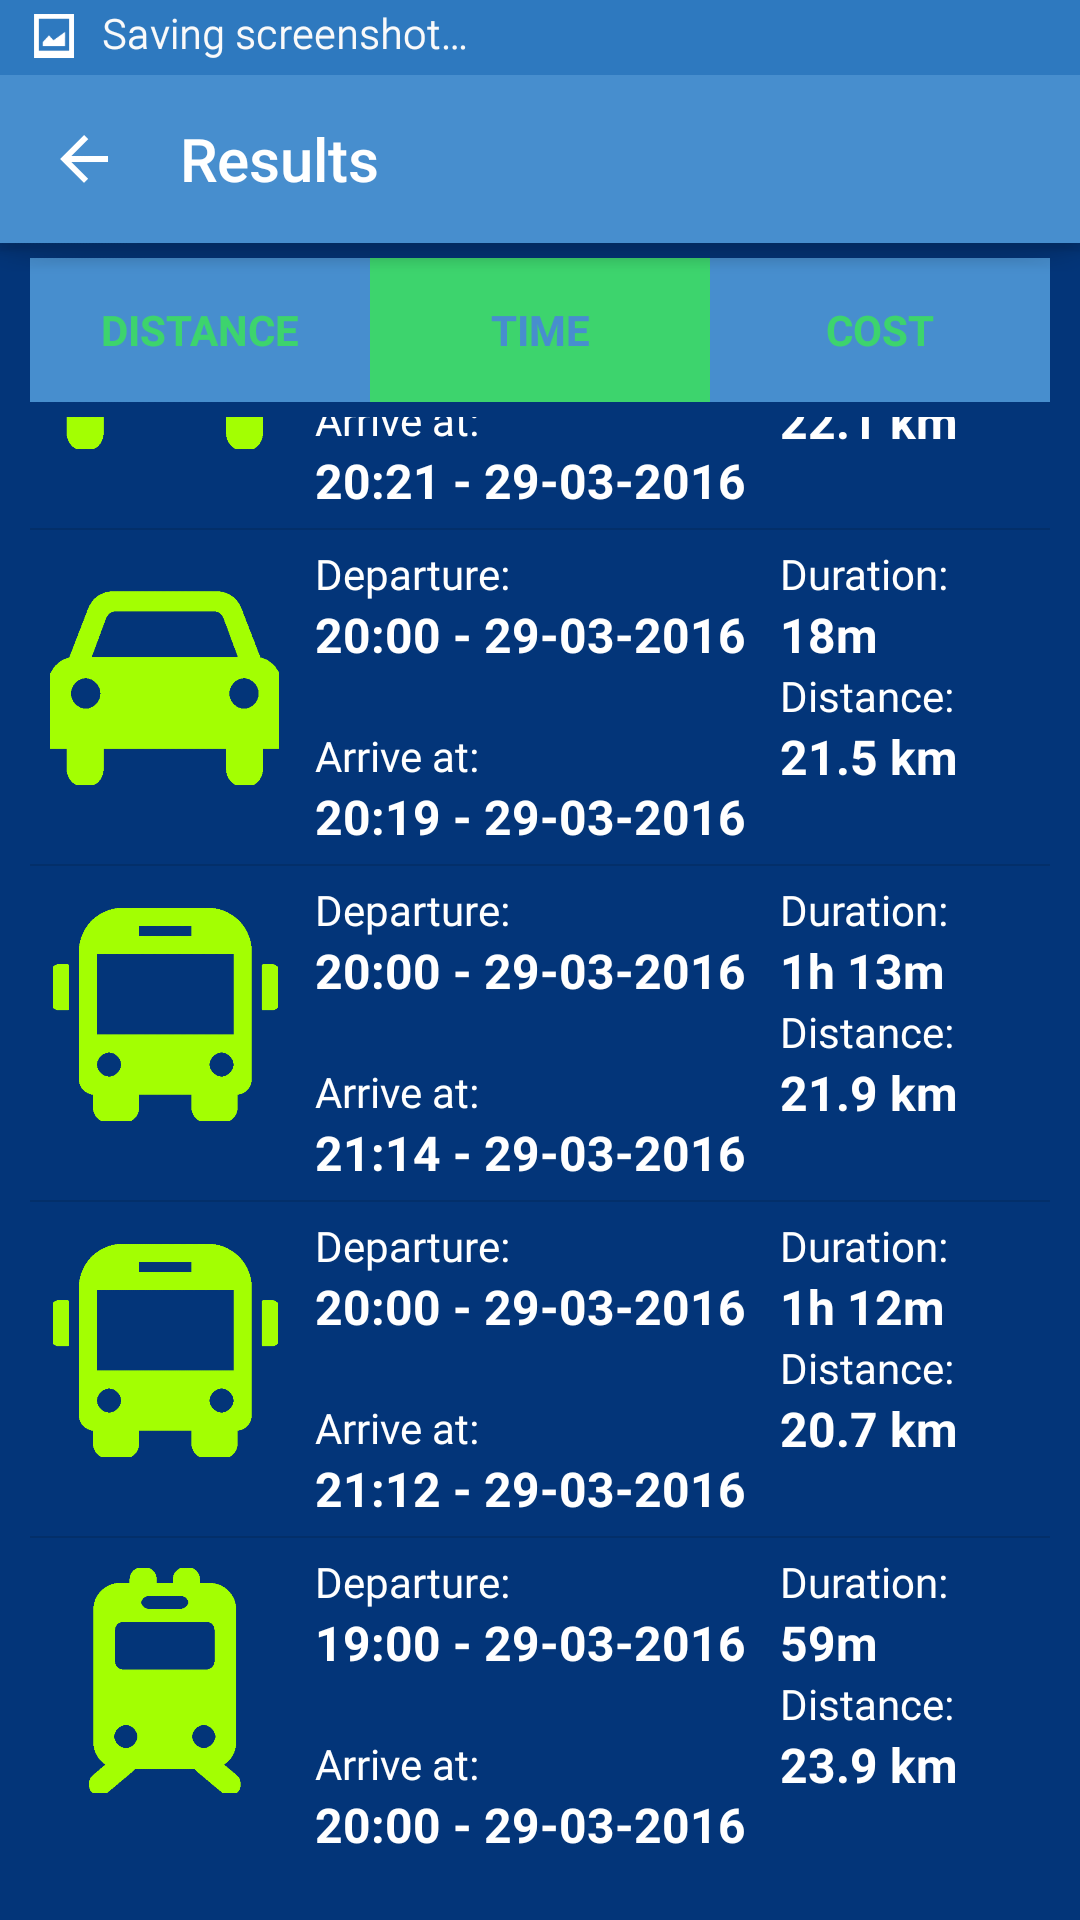 Saving screenshot...
Results
DISTANCE TIME COST
Arrive at: 22.1 km
20:21 - 29-03-2016
Departure: Duration:
20:00 - 29-03-2016 18m
Distance:
Arrive at: 21.5 km
20:19 - 29-03-2016
Departure: Duration:
20:00 - 29-03-2016 1h 13m
Distance:
Arrive at: 21.9 km
21:14 - 29-03-2016
Departure: Duration:
20:00 - 29-03-2016 1h 12m
Distance:
Arrive at: 20.7 km
21:12 - 29-03-2016
Departure: Duration:
19:00 - 29-03-2016 59m
Distance:
Arrive at: 23.9 km
20:00 - 29-03-2016